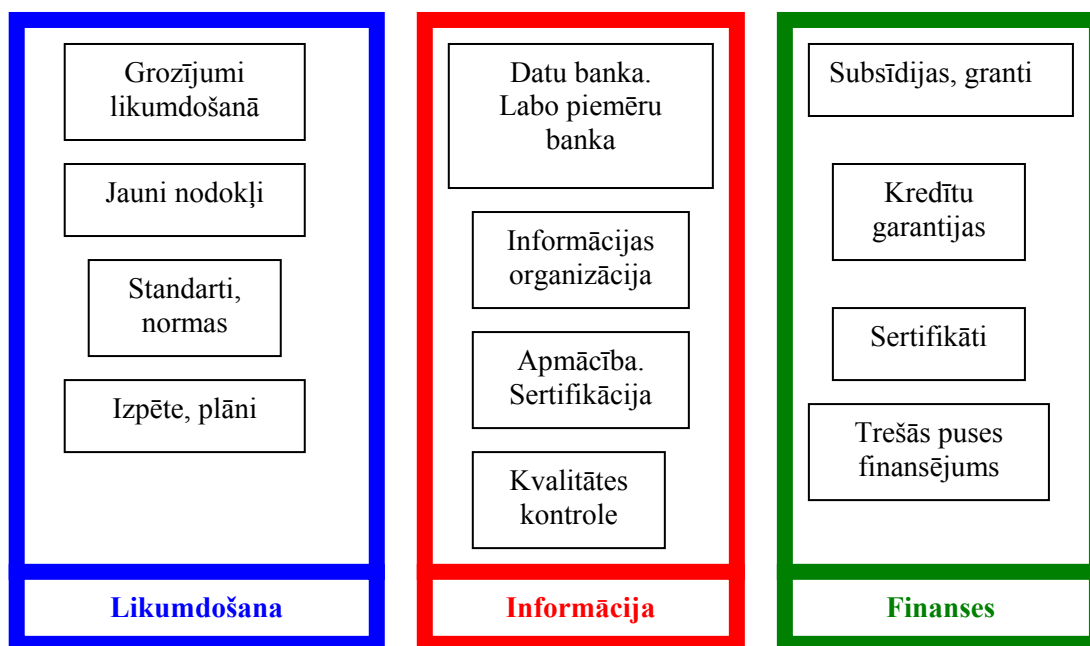 Grozījumi
likumdošanā
Jauni nodokļi
Standarti,
normas
Izpēte, plāni
Likumdošana
Datu banka.
Labo piemēru
banka
Informācijas
organizācija
Apmācība.
Sertifikācija
Kvalitātes
kontrole
Informācija
Subsīdijas, granti
Kredītu
garantijas
Sertifikāti
Trešās puses
finansējums
Finanses